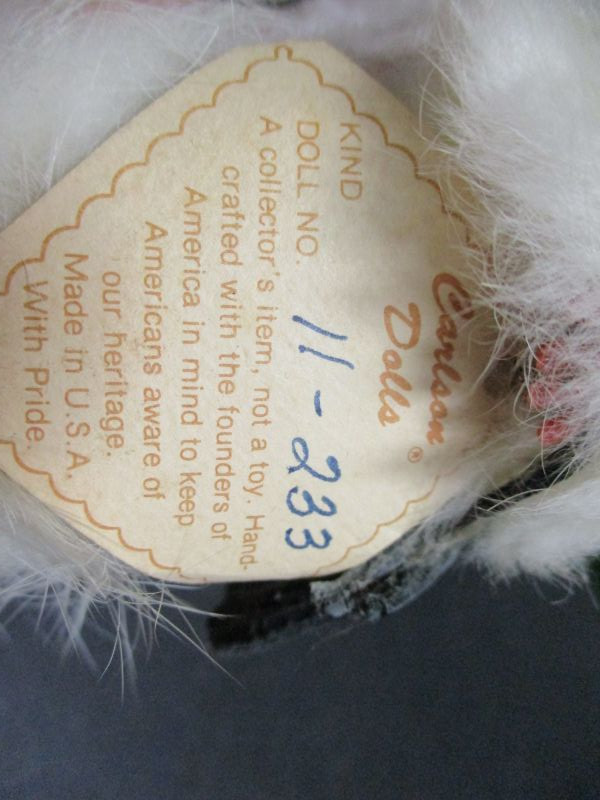 Carlson
Dolls ®
KIND
DOLL NO. 11-233
A collector's item, not a toy. Hand-
crafted with the founders of
America in mind to keep
Americans aware of
our heritage.
Made in U.S.A.
With Pride